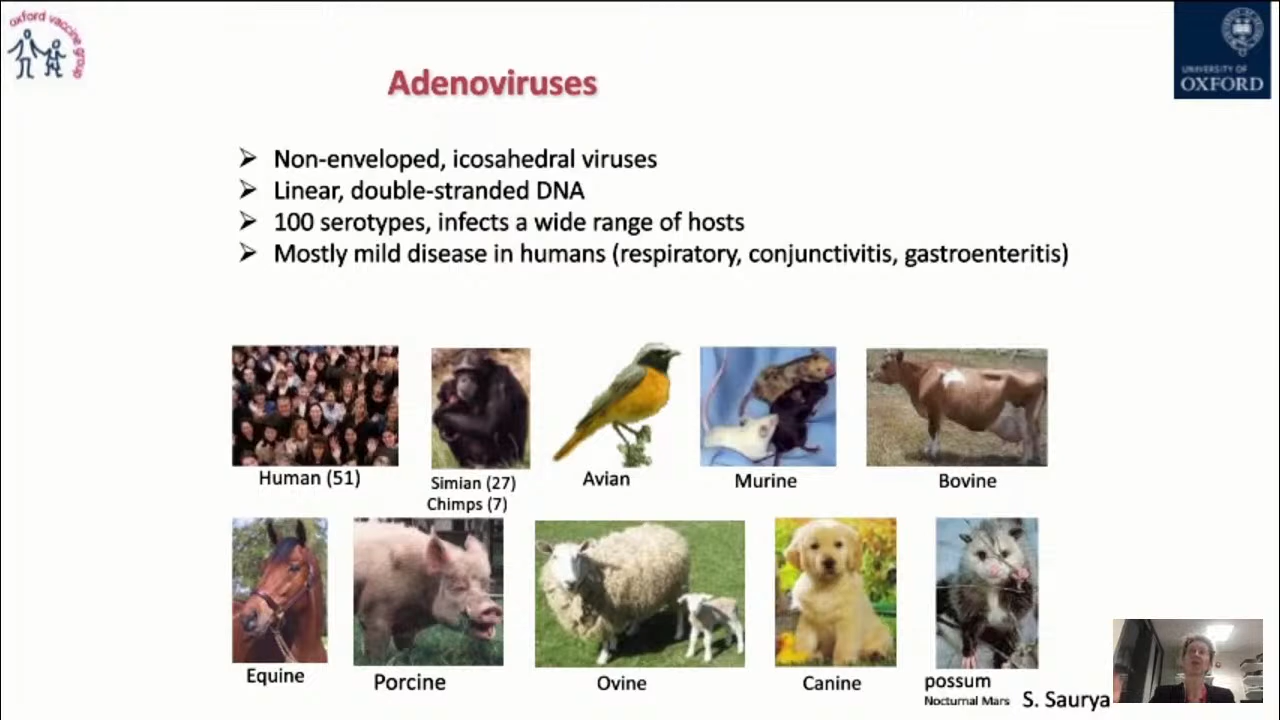 oxford vaccine group
UNIVERSITY OF
OXFORD
Adenoviruses
➢ Non-enveloped, icosahedral viruses
➢ Linear, double-stranded DNA
➢ 100 serotypes, infects a wide range of hosts
➢ Mostly mild disease in humans (respiratory, conjunctivitis, gastroenteritis)
Human (51)
Simian (27)
Chimps (7)
Avian
Murine
Bovine
Equine
Porcine
Ovine
Canine
possum
Nocturnal Mars
S. Saurya